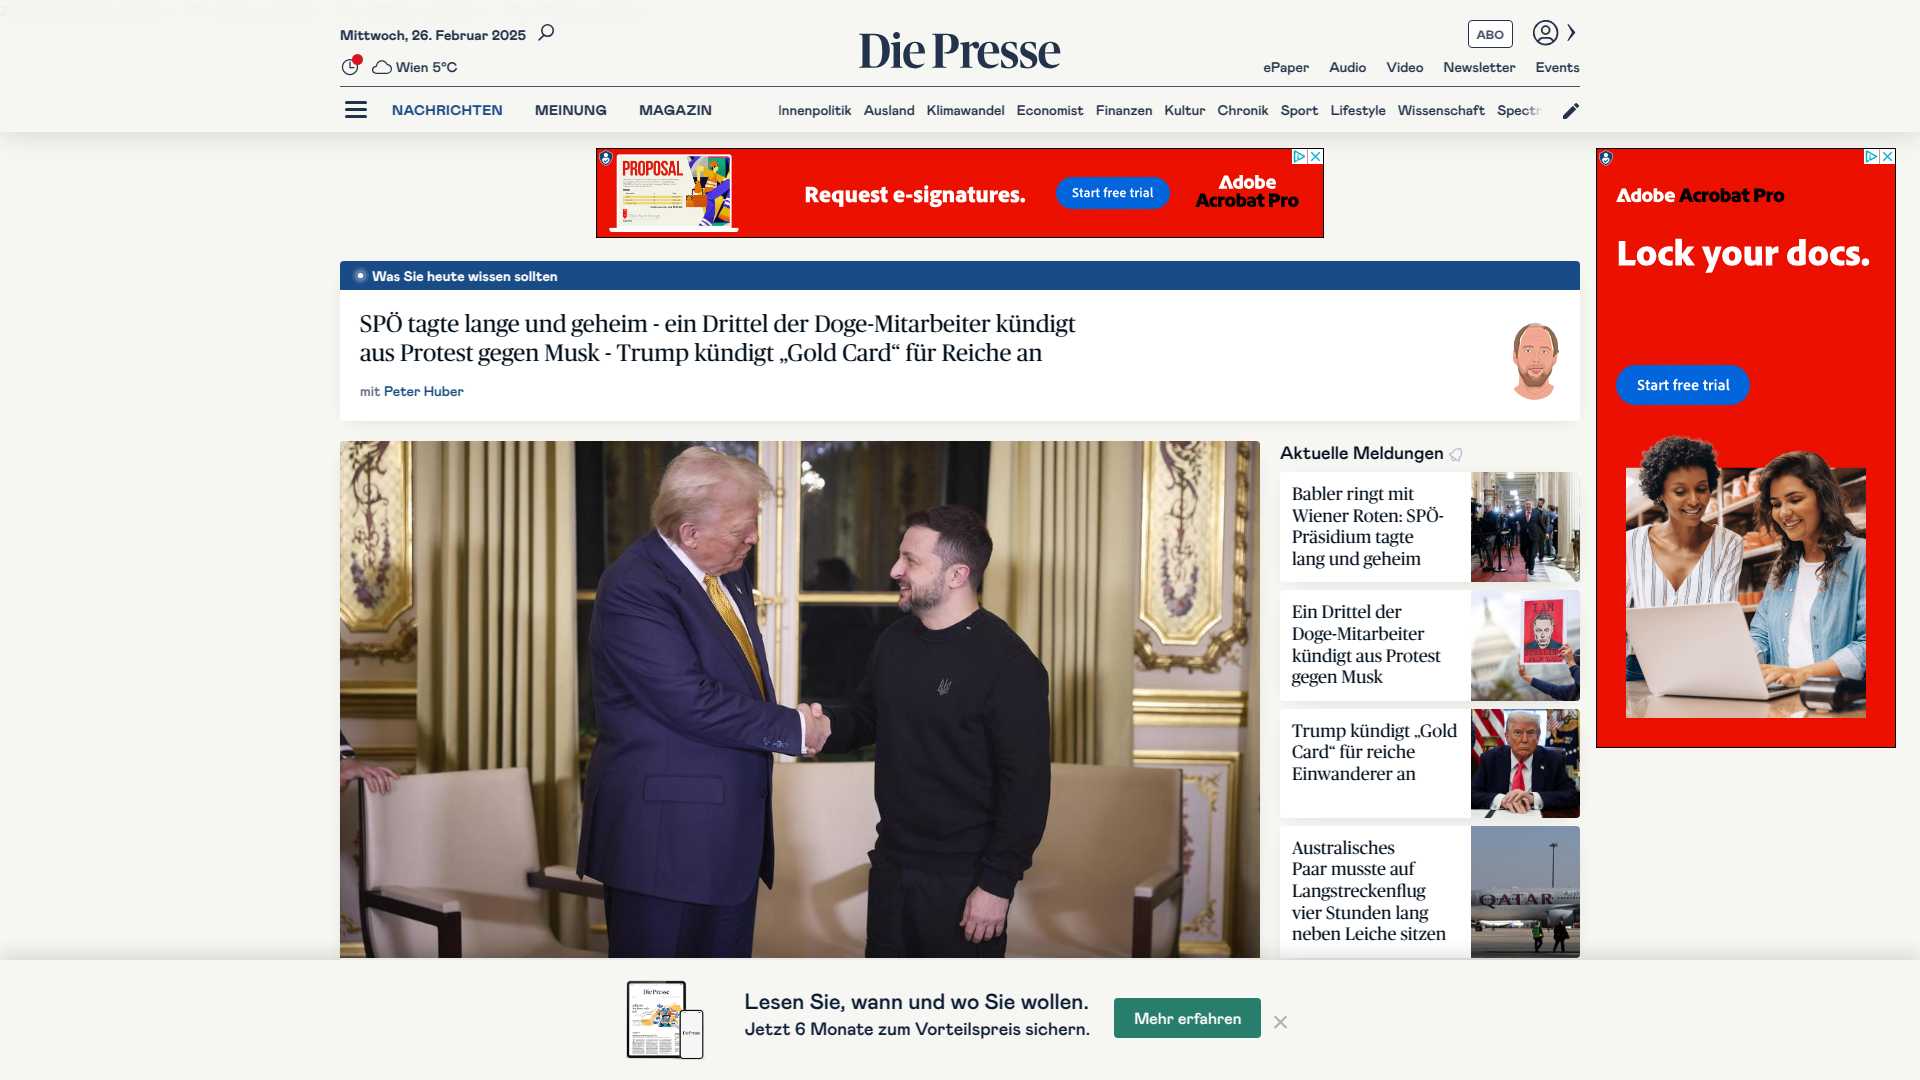 Mittwoch, 26. Februar 2025
Wien 5°C
Die Presse
ABO
ePaper Audio Video Newsletter Events
NACHRICHTEN MEINUNG MAGAZIN
Innenpolitik Ausland Klimawandel Economist Finanzen Kultur Chronik Sport Lifestyle Wissenschaft Spectr
PROPOSAL
Request e-signatures.
Start free trial
Adobe
Acrobat Pro
Adobe Acrobat Pro
Lock your docs.
Start free trial
Was Sie heute wissen sollten
SPÖ tagte lange und geheim - ein Drittel der Doge-Mitarbeiter kündigt
aus Protest gegen Musk - Trump kündigt „Gold Card“ für Reiche an
mit Peter Huber
Aktuelle Meldungen
Babler ringt mit
Wiener Roten: SPÖ-
Präsidium tagte
lang und geheim
Ein Drittel der
Doge-Mitarbeiter
kündigt aus Protest
gegen Musk
I AM
Trump kündigt „Gold
Card“ für reiche
Einwanderer an
Australisches
Paar musste auf
Langstreckenflug
vier Stunden lang
neben Leiche sitzen
QATAR
Die Presse
Die Presse
Lesen Sie, wann und wo Sie wollen.
Jetzt 6 Monate zum Vorteilspreis sichern.
Mehr erfahren